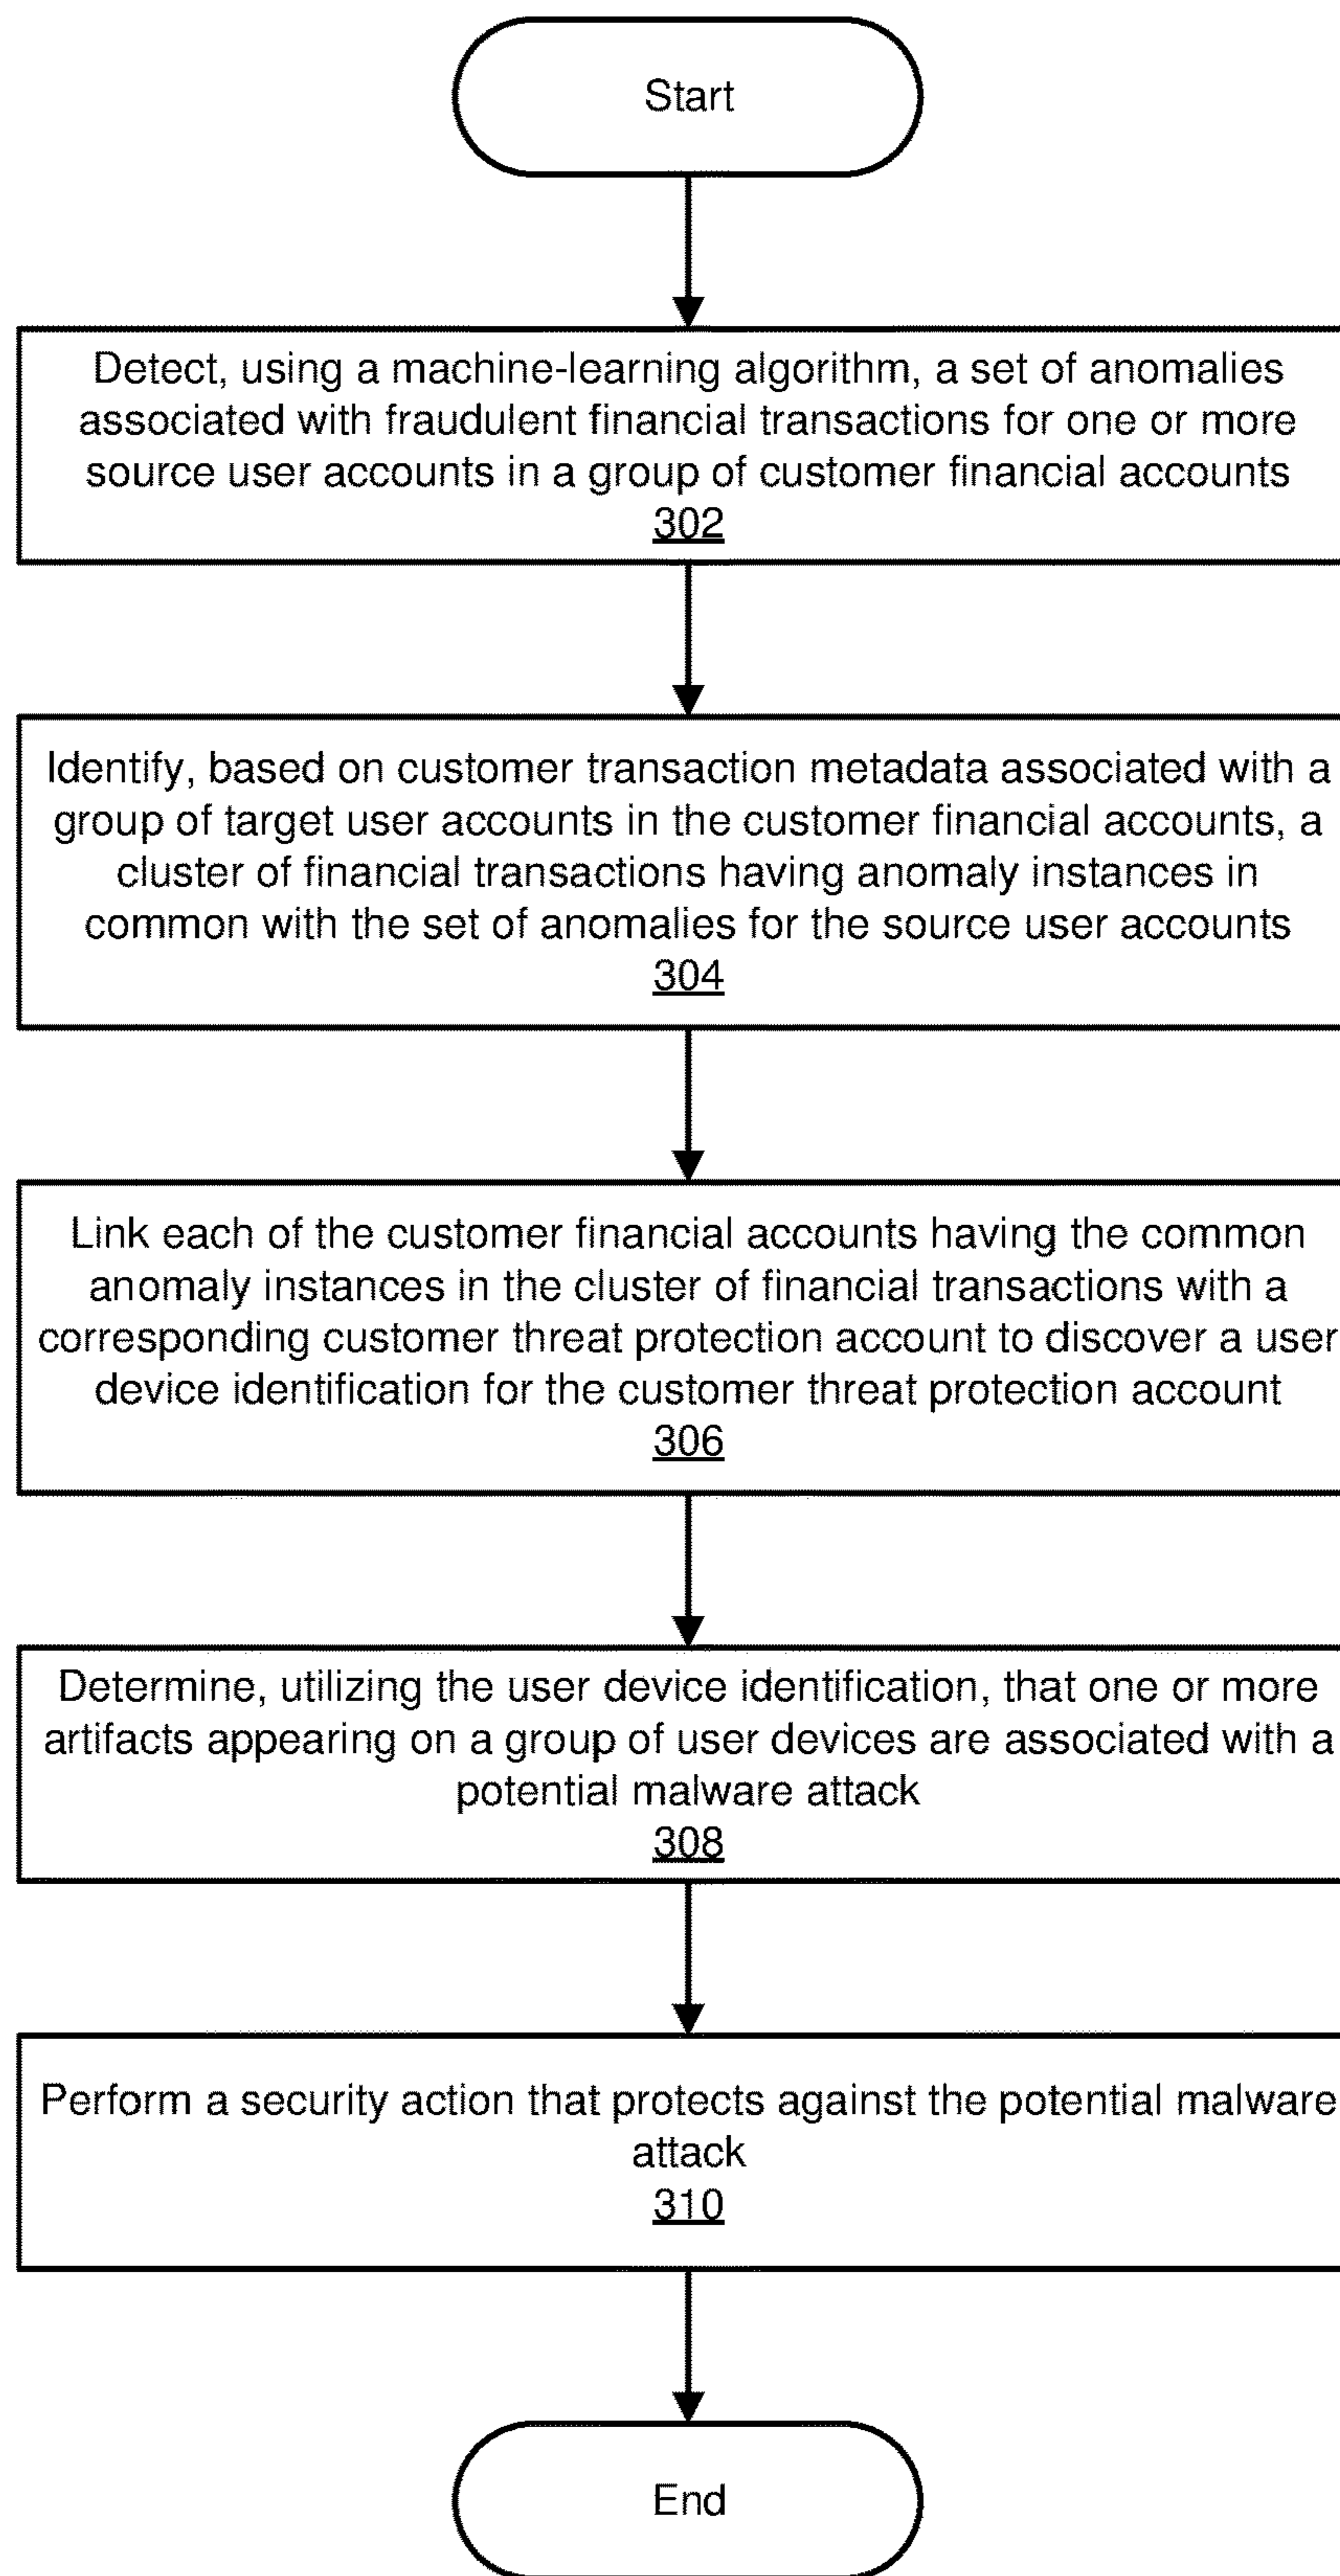 Start
Detect, using a machine-learning algorithm, a set of anomalies
associated with fraudulent financial transactions for one or more
source user accounts in a group of customer financial accounts
302
Identify, based on customer transaction metadata associated with a
group of target user accounts in the customer financial accounts, a
cluster of financial transactions having anomaly instances in
common with the set of anomalies for the source user accounts
304
Link each of the customer financial accounts having the common
anomaly instances in the cluster of financial transactions with a
corresponding customer threat protection account to discover a user
device identification for the customer threat protection account
306
Determine, utilizing the user device identification, that one or more
artifacts appearing on a group of user devices are associated with a
potential malware attack
308
Perform a security action that protects against the potential malware
attack
310
End